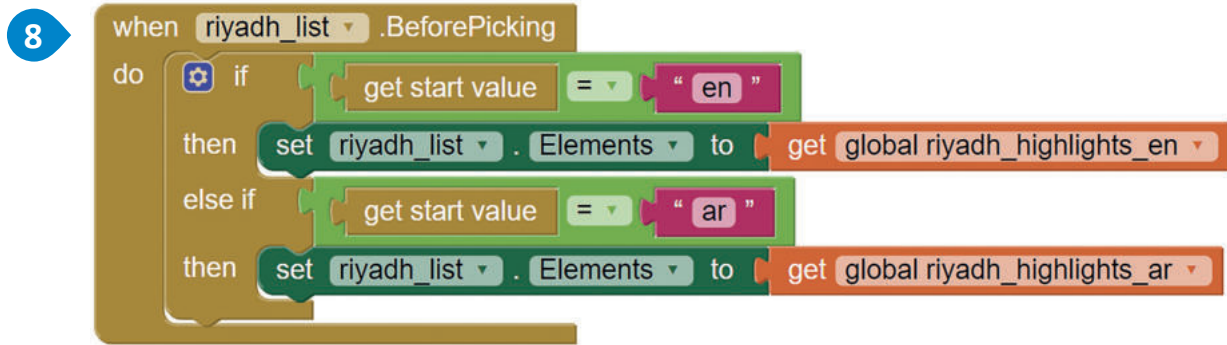 8
when riyadh_list .BeforePicking
do if get start value = " en "
then set riyadh_list . Elements to get global riyadh_highlights_en
else if get start value = " ar "
then set riyadh_list . Elements to get global riyadh_highlights_ar